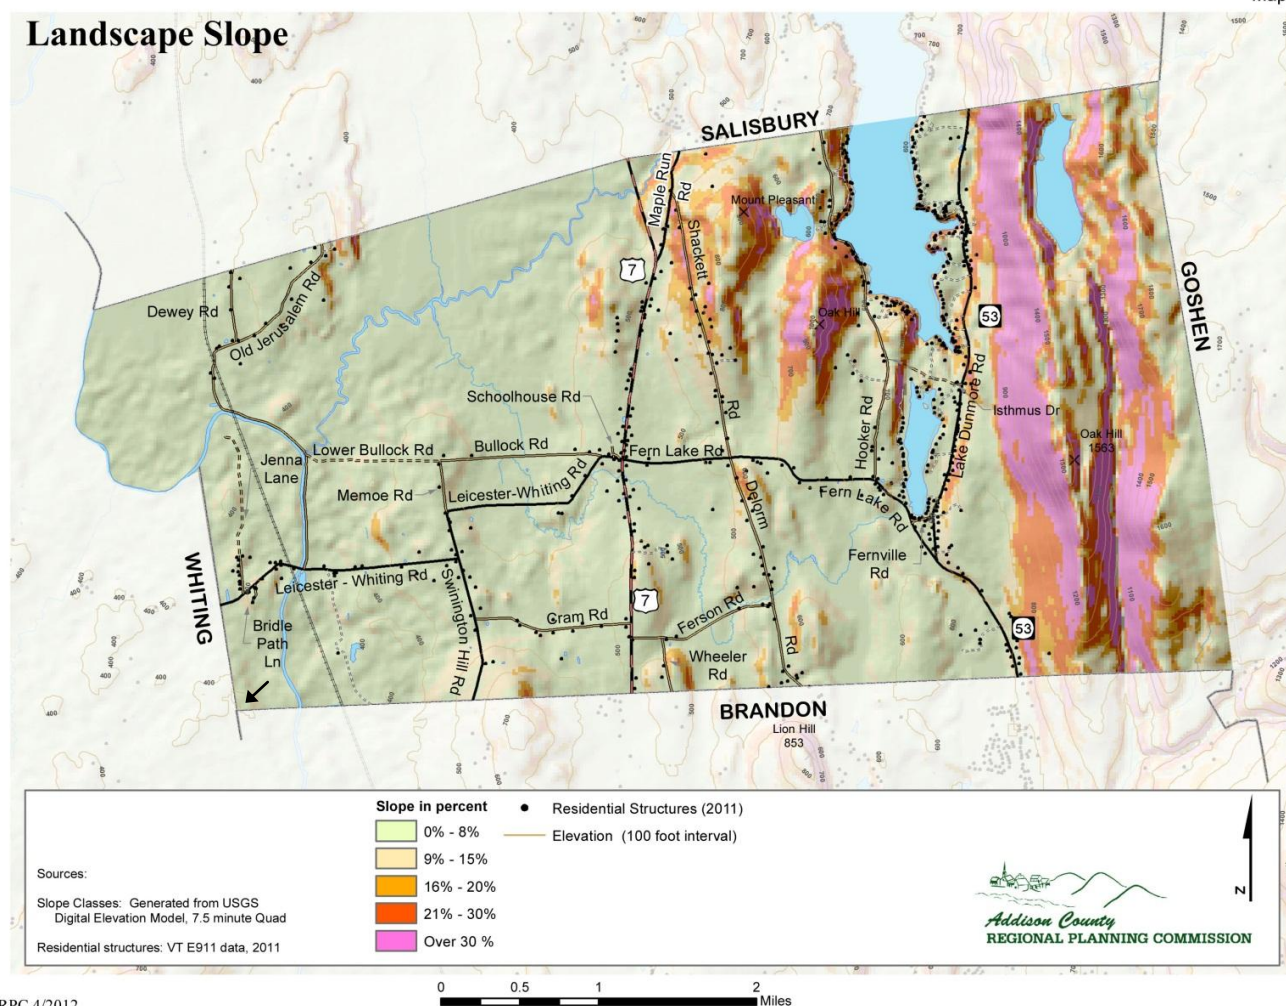 Landscape Slope
SALISBURY
Maple Run
Rd
Shackett
Rd
Mount Pleasant
7
Dewey Rd
Old Jerusalem Rd
Oak Hill
53
GOSHEN
Schoolhouse Rd
Hooker Rd
Lake Dunmore Rd
Isthmus Dr
Oak Hill
1563
Lower Bullock Rd
Bullock Rd
Fern Lake Rd
Jenna
Lane
Memoe Rd
Leicester-Whiting Rd
Delorm
Rd
Fern Lake Rd
Fernville
Rd
WHITING
Leicester - Whiting Rd
Swinington Hill Rd
Cram Rd
7
Ferson Rd
53
Bridle
Path
Ln
Wheeler
Rd
BRANDON
Lion Hill
853
Slope in percent
0% - 8%
9% - 15%
16% - 20%
21% - 30%
Over 30 %
Residential Structures (2011)
Elevation (100 foot interval)
Sources:
Slope Classes: Generated from USGS
Digital Elevation Model, 7.5 minute Quad
Residential structures: VT E911 data, 2011
N
Addison County
REGIONAL PLANNING COMMISSION
0 0.5 1 2
Miles
RPC 4/2012